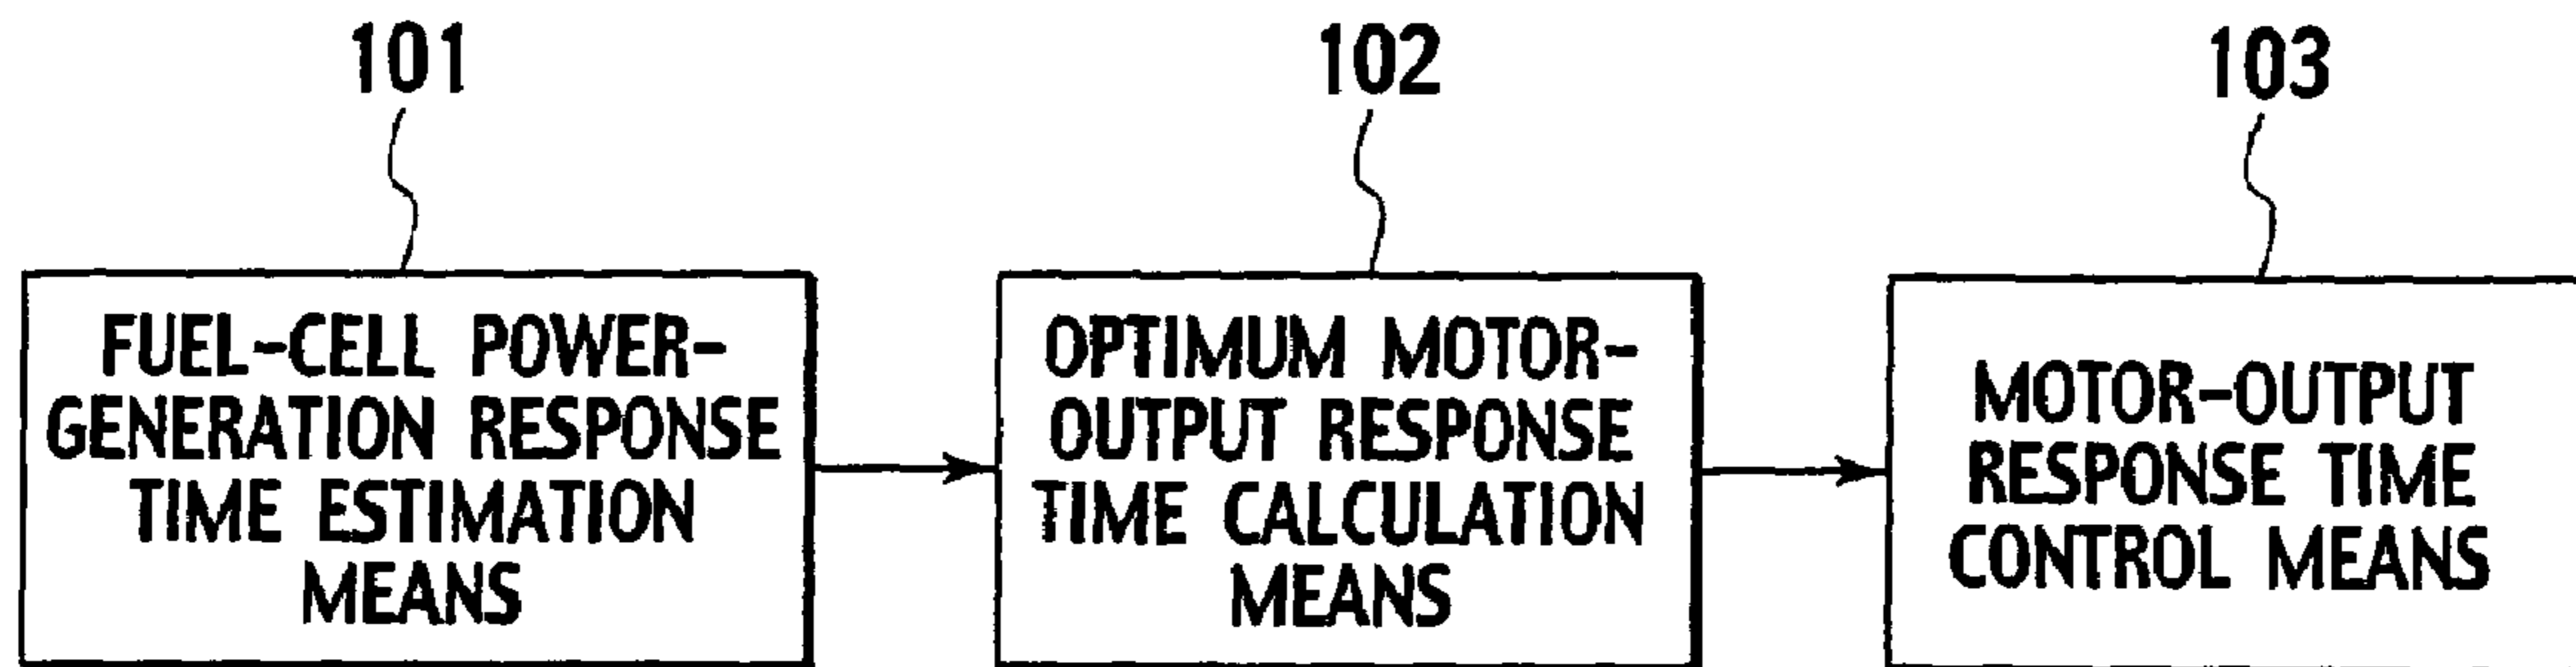 101
102
103
FUEL-CELL POWER-
GENERATION RESPONSE
TIME ESTIMATION
MEANS
OPTIMUM MOTOR-
OUTPUT RESPONSE
TIME CALCULATION
MEANS
MOTOR-OUTPUT
RESPONSE TIME
CONTROL MEANS